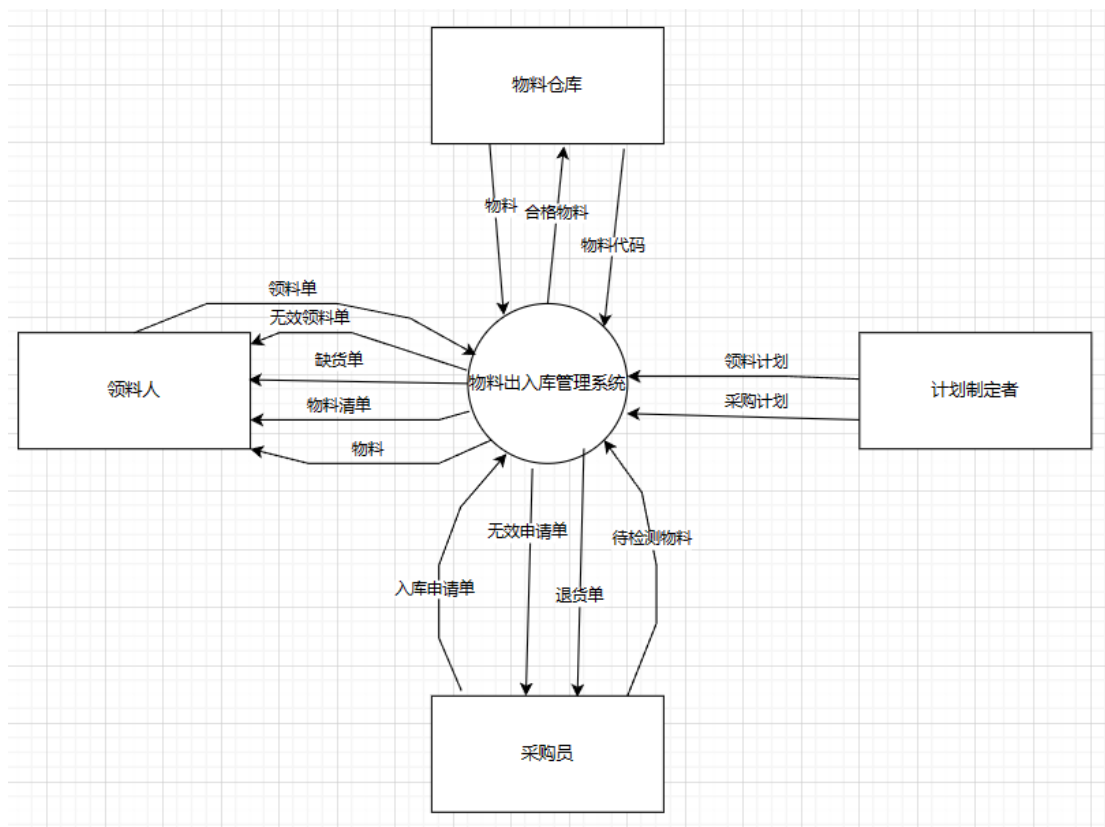 物料仓库
物料
合格物料
物料代码
领料单
无效领料单
缺货单
物料清单
物料
领料人
物料出入库管理系统
领料计划
采购计划
计划制定者
无效申请单
待检测物料
入库申请单
退货单
采购员